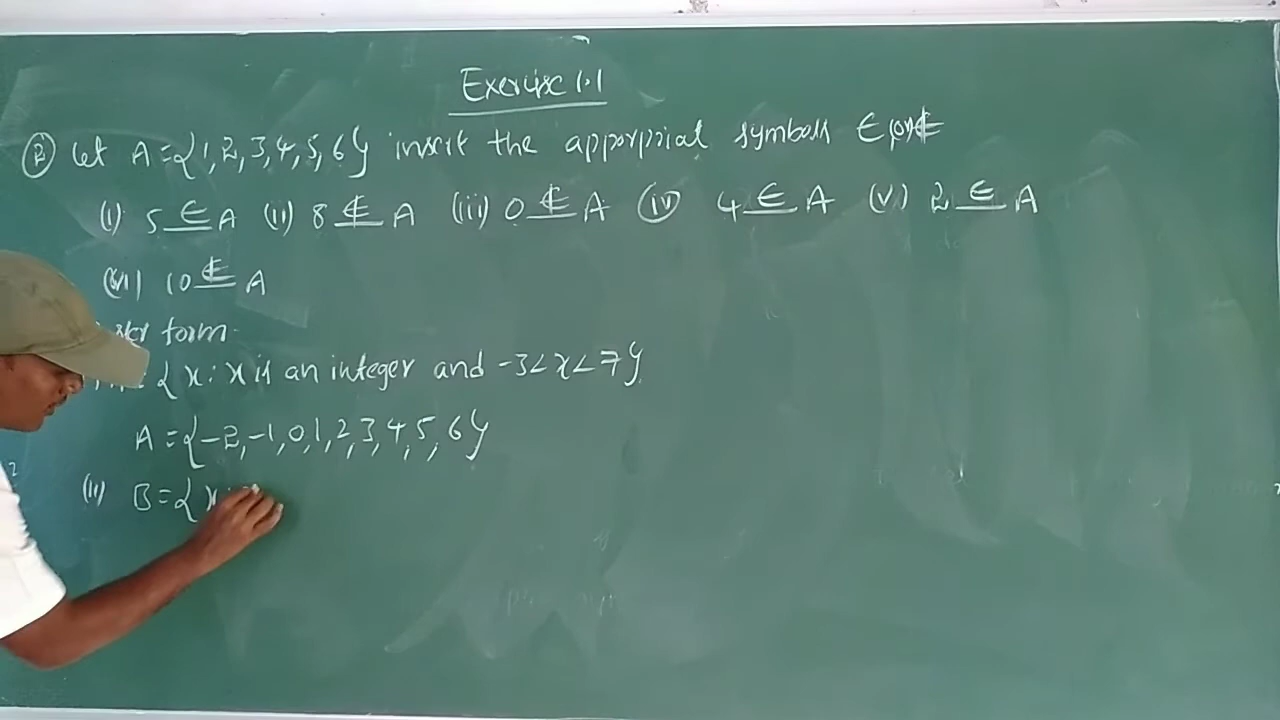 Exercise 1.1
② Let A={1,2,3,4,5,6} insert the apporpriat symbols ∈ (or) ∉
(i) 5 ∈ A (ii) 8 ∉ A (iii) 0 ∉ A (iv) 4 ∈ A (v) 2 ∈ A
(vi) 10 ∉ A
form.
{x: x is an integer and -3<x<7}
A={-2,-1,0,1,2,3,4,5,6}
(ii) B={x: